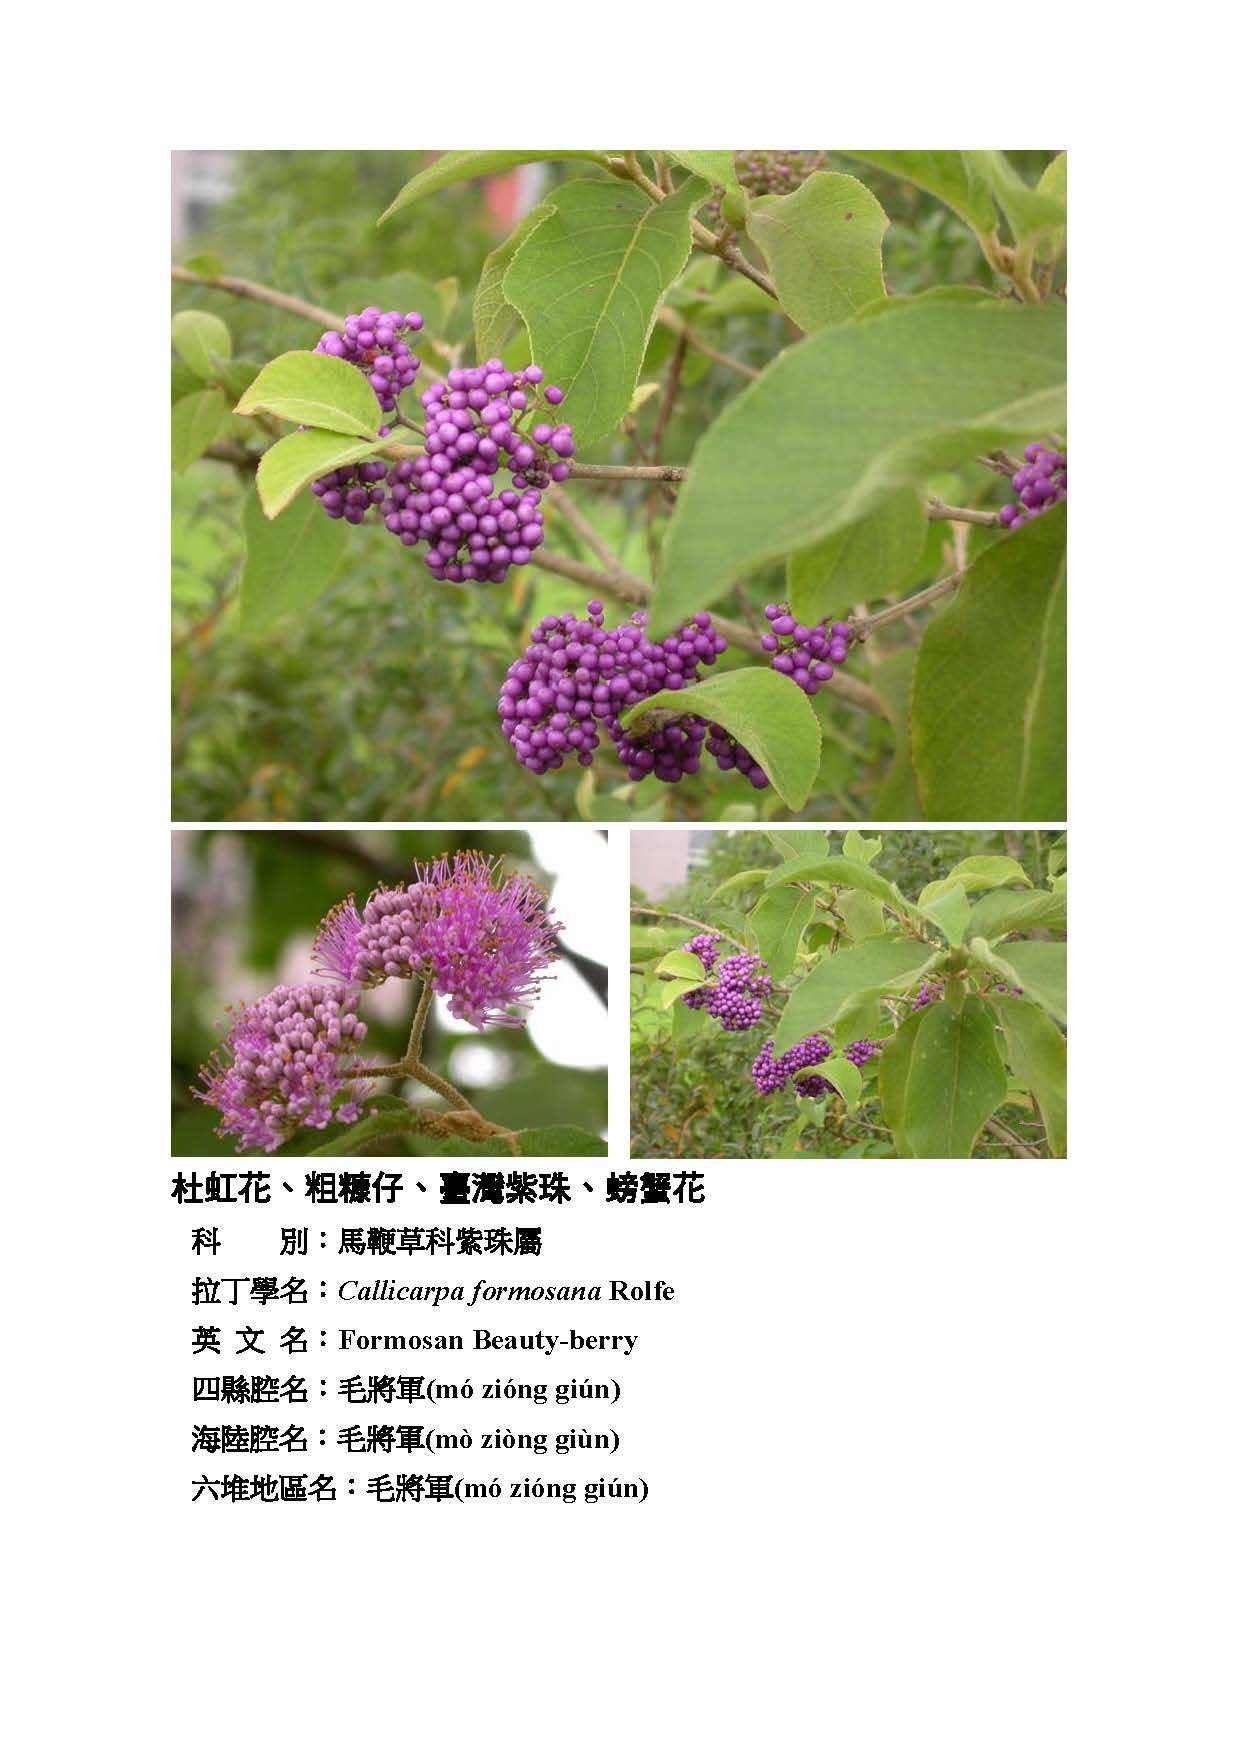 杜虹花、粗糠仔、臺灣紫珠、螃蟹花
科　　別：馬鞭草科紫珠屬
拉丁學名：Callicarpa formosana Rolfe
英 文 名：Formosan Beauty-berry
四縣腔名：毛將軍(mó zióng giún)
海陸腔名：毛將軍(mò ziòng giùn)
六堆地區名：毛將軍(mó zióng giún)